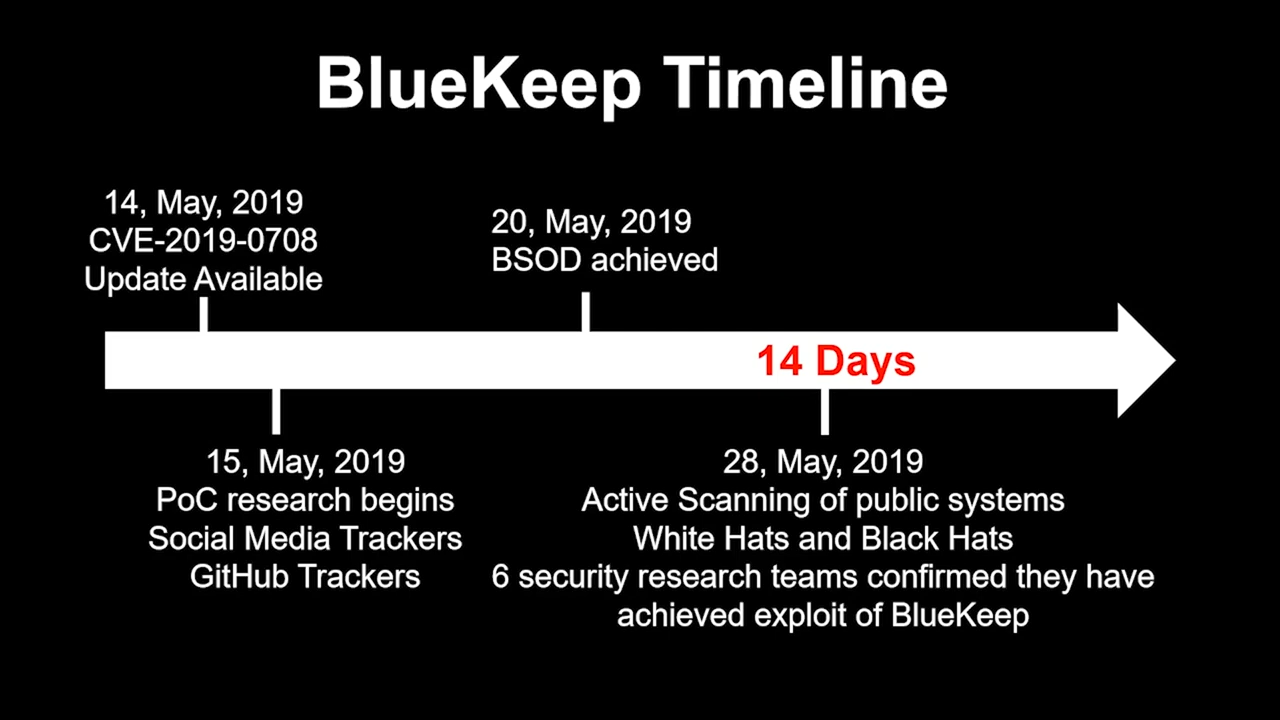 BlueKeep Timeline
14, May, 2019
CVE-2019-0708
Update Available
20, May, 2019
BSOD achieved
14 Days
15, May, 2019
PoC research begins
Social Media Trackers
GitHub Trackers
28, May, 2019
Active Scanning of public systems
White Hats and Black Hats
6 security research teams confirmed they have
achieved exploit of BlueKeep